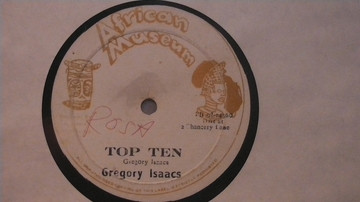 African
Museum
ROSA
TOP TEN
Gregory Isaacs
Gregory Isaacs